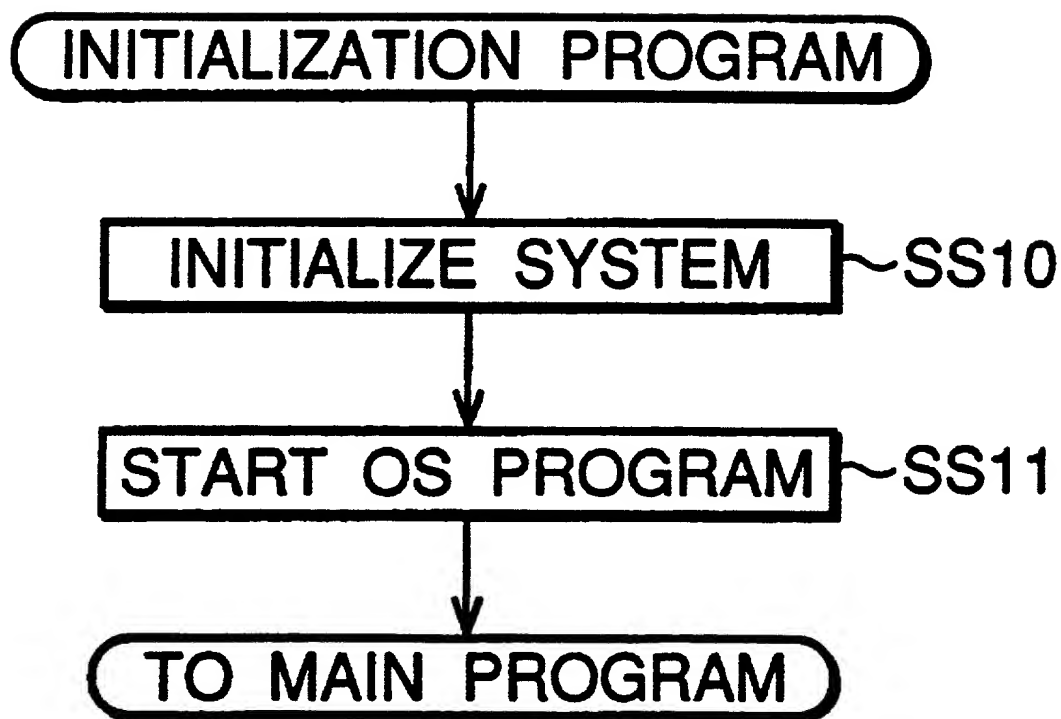 INITIALIZATION PROGRAM
INITIALIZE SYSTEM SS10
START OS PROGRAM SS11
TO MAIN PROGRAM